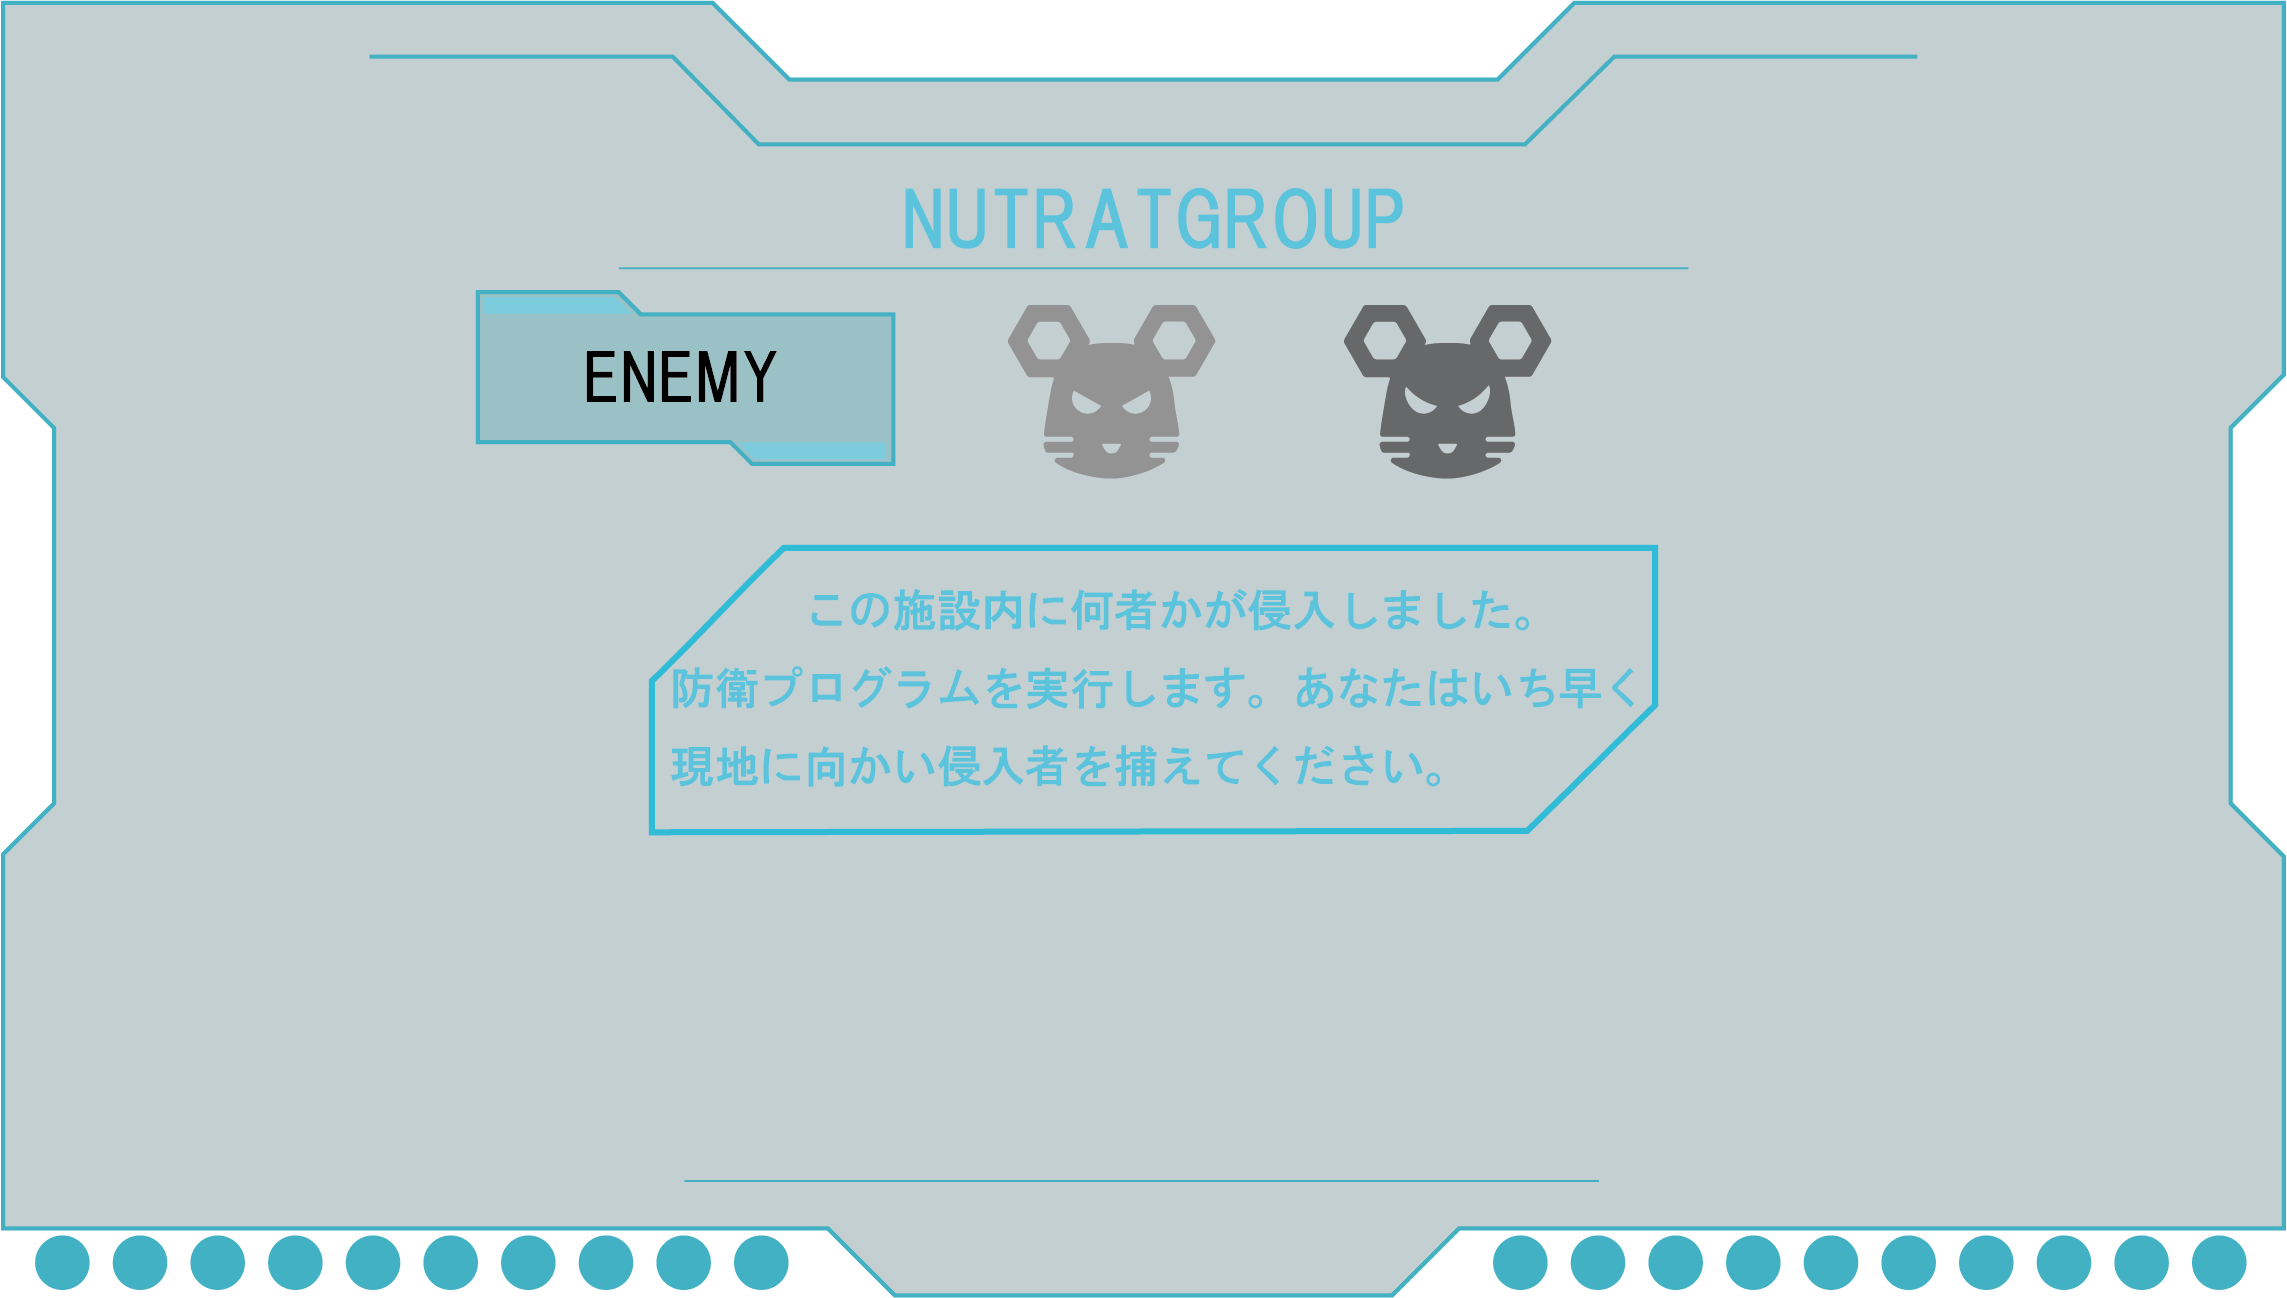 NUTRATGROUP
ENEMY
この施設内に何者かが侵入しました。
防衛プログラムを実行します。あなたはいち早く
現地に向かい侵入者を捕えてください。